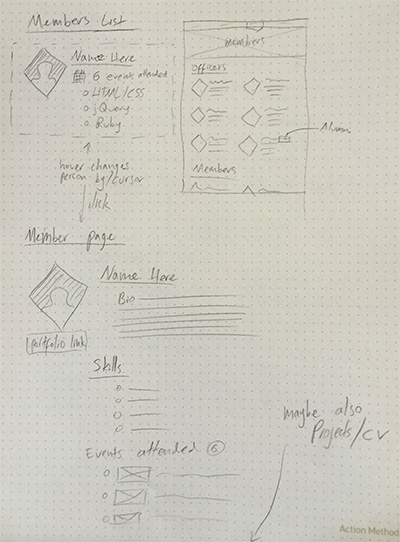 Members List
Name Here
6 events attended
HTML/CSS
jQuery
Ruby
hover changes
person bg/cursor
click
members
Officers
Alumni
Members
Member page
Name Here
Bio
portfolio link
Skills
Events attended 6
maybe also
Projects/CV
Action Method